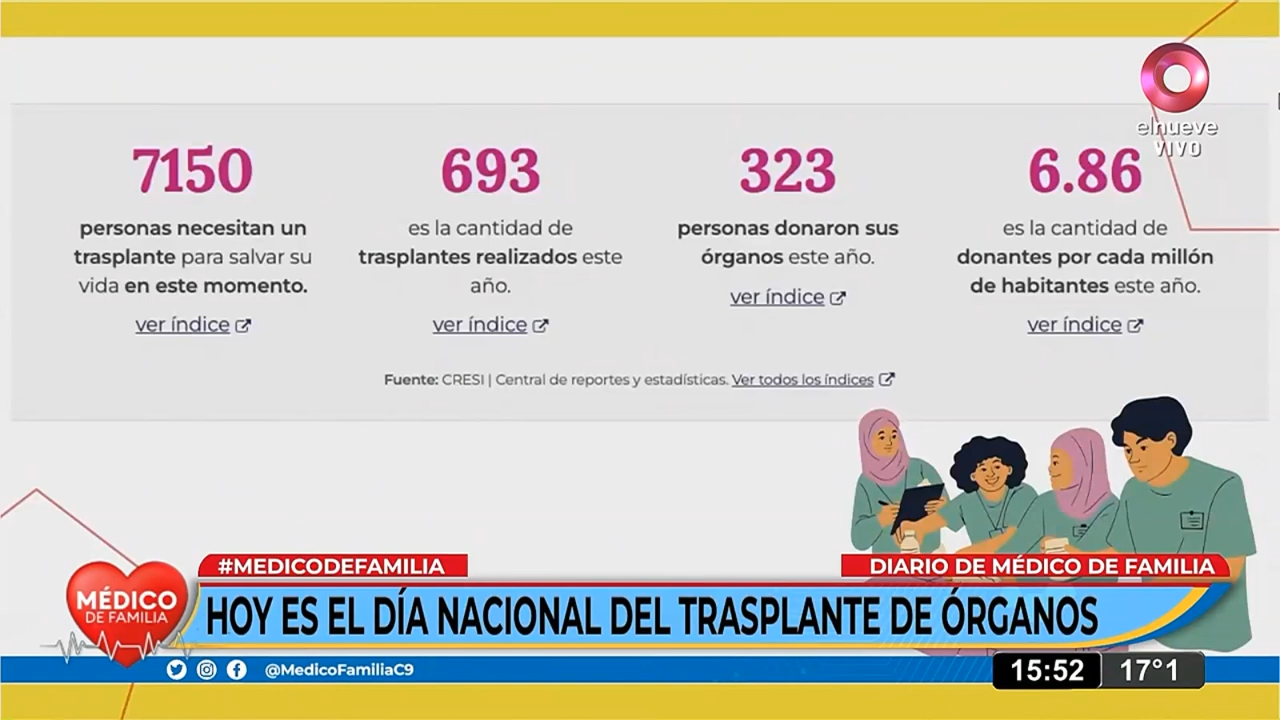 elnueve
VIVO
7150
personas necesitan un
trasplante para salvar su
vida en este momento.
ver índice
693
es la cantidad de
trasplantes realizados este
año.
ver índice
323
personas donaron sus
órganos este año.
ver índice
6.86
es la cantidad de
donantes por cada millón
de habitantes este año.
ver índice
Fuente: CRESI | Central de reportes y estadísticas. Ver todos los índices
#MEDICODEFAMILIA
DIARIO DE MÉDICO DE FAMILIA
MÉDICO
DE FAMILIA
HOY ES EL DÍA NACIONAL DEL TRASPLANTE DE ÓRGANOS
@MedicoFamiliaC9
15:52
17°1